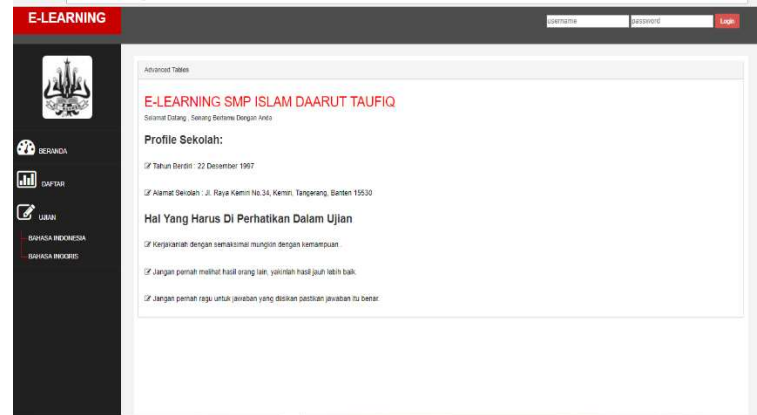 E-LEARNING
username
password
Login
BERANDA
DAFTAR
UJIAN
BAHASA INDONESIA
BAHASA INGGRIS
Advanced Tables
E-LEARNING SMP ISLAM DAARUT TAUFIQ
Selamat Datang , Senang Bertemu Dengan Anda
Profile Sekolah:
Tahun Berdiri : 22 Desember 1997
Alamat Sekolah : Jl. Raya Kemiri No.34, Kemiri, Tangerang, Banten 15530
Hal Yang Harus Di Perhatikan Dalam Ujian
Kerjakanlah dengan semaksimal mungkin dengan kemampuan.
Jangan pernah melihat hasil orang lain, yakinlah hasil jauh lebih baik.
Jangan pernah ragu untuk jawaban yang diisikan pastikan jawaban itu benar.